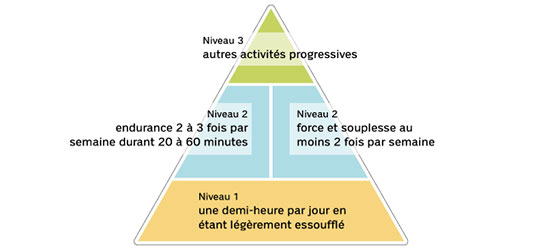 Niveau 3
autres activités progressives
Niveau 2
endurance 2 à 3 fois par
semaine durant 20 à 60 minutes
Niveau 2
force et souplesse au
moins 2 fois par semaine
Niveau 1
une demi-heure par jour en
étant légèrement essoufflé